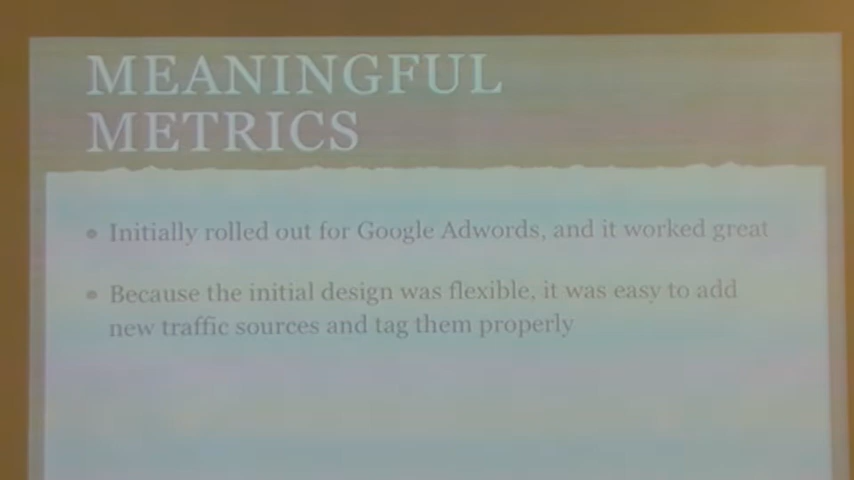 MEANINGFUL
METRICS
• Initially rolled out for Google Adwords, and it worked great
• Because the initial design was flexible, it was easy to add
new traffic sources and tag them properly